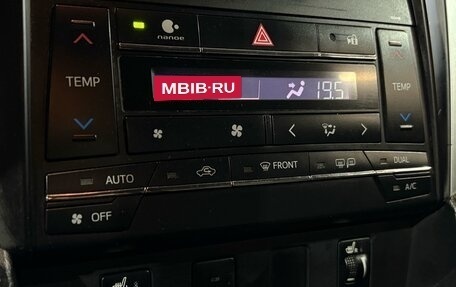 nanoe
TEMP
MBIB·RU
19.5
TEMP
AUTO
FRONT
DUAL
OFF
A/C